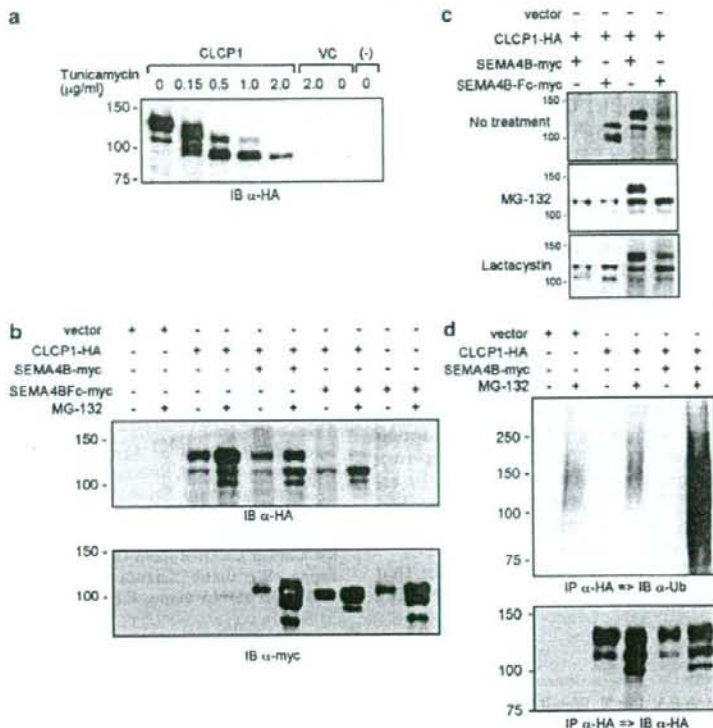 a
CLCP1 VC (-)
Tunicamycin (µg/ml) 0 0.15 0.5 1.0 2.0 2.0 0 0
150
100
75
IB α-HA
b
vector + + - - - - - - - -
CLCP1-HA - - + + + + + + - -
SEMA4B-myc - - - - + + - - - -
SEMA4BFc-myc - - - - - - + + + +
MG-132 - + - + - + - + - +
150
100
IB α-HA
150
100
IB α-myc
c
vector - - + -
CLCP1-HA + + + +
SEMA4B-myc + - + -
SEMA4B-Fc-myc - + - +
No treatment
150
100
MG-132
150
100
Lactacystin
150
100
d
vector + + - - - -
CLCP1-HA - - + + + +
SEMA4B-myc - - - - + +
MG-132 - + - + - +
250
150
100
75
IP α-HA => IB α-Ub
150
100
75
IP α-HA => IB α-HA